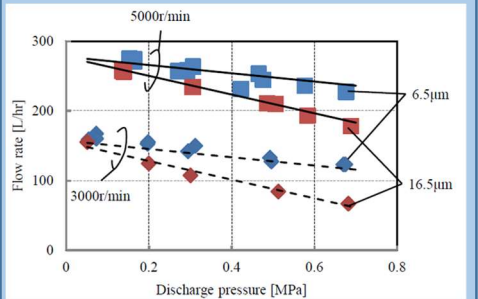 5000r/min
300
200
100
0
Flow rate [L/hr]
3000r/min
6.5μm
16.5μm
0
0.2
0.4
0.6
0.8
Discharge pressure [MPa]